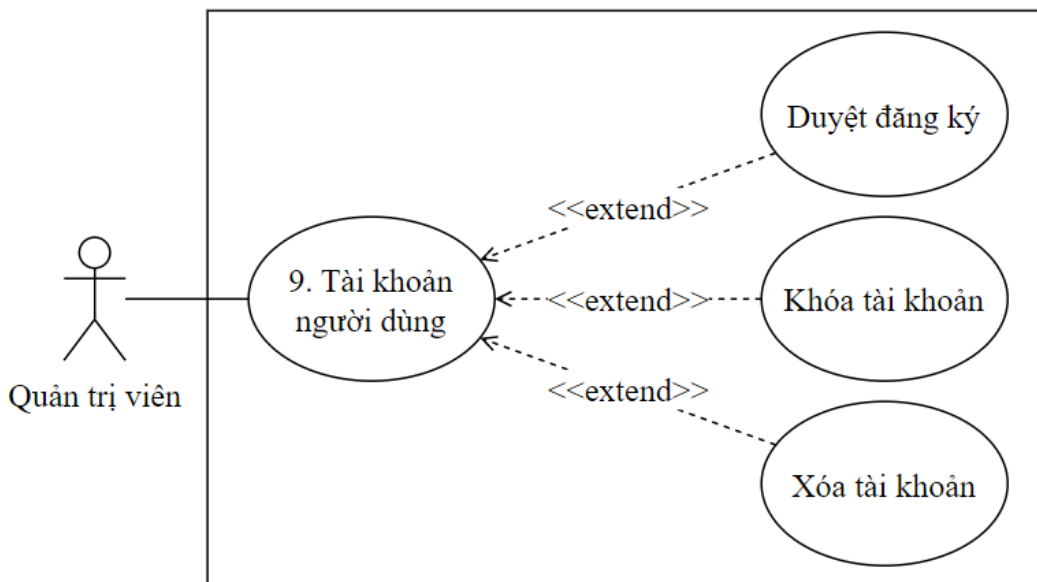 Duyệt đăng ký
<<extend>>
9. Tài khoản
người dùng
<<extend>>
Khóa tài khoản
Quản trị viên
<<extend>>
Xóa tài khoản